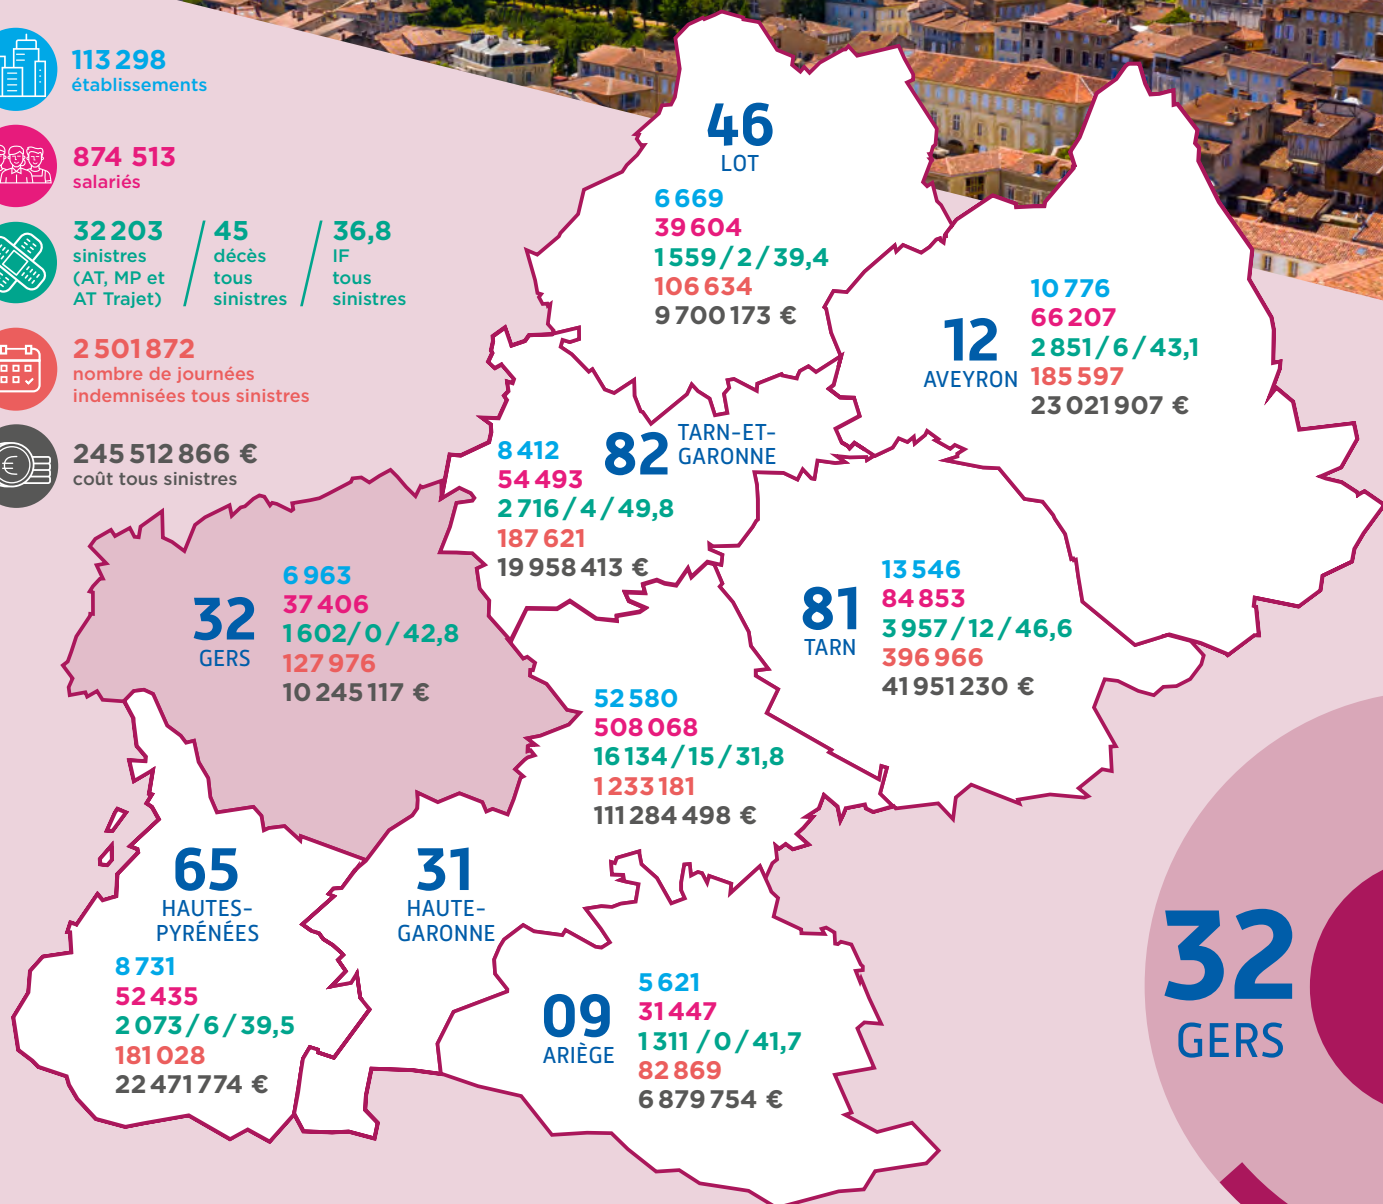 113 298
établissements
874 513
salariés
32 203
sinistres
(AT, MP et
AT Trajet)
45
décès
tous
sinistres
36,8
IF
tous
sinistres
2 501 872
nombre de journées
indemnisées tous sinistres
245 512 866 €
coût tous sinistres
46
LOT
6 669
39 604
1 559 / 2 / 39,4
106 634
9 700 173 €
12
AVEYRON
10 776
66 207
2 851 / 6 / 43,1
185 597
23 021 907 €
82
TARN-ET-
GARONNE
8 412
54 493
2 716 / 4 / 49,8
187 621
19 958 413 €
32
GERS
6 963
37 406
1 602 / 0 / 42,8
127 976
10 245 117 €
81
TARN
13 546
84 853
3 957 / 12 / 46,6
396 966
41 951 230 €
52 580
508 068
16 134 / 15 / 31,8
1 233 181
111 284 498 €
31
HAUTE-
GARONNE
65
HAUTES-
PYRÉNÉES
8 731
52 435
2 073 / 6 / 39,5
181 028
22 471 774 €
09
ARIÈGE
5 621
31 447
1 311 / 0 / 41,7
82 869
6 879 754 €
32
GERS